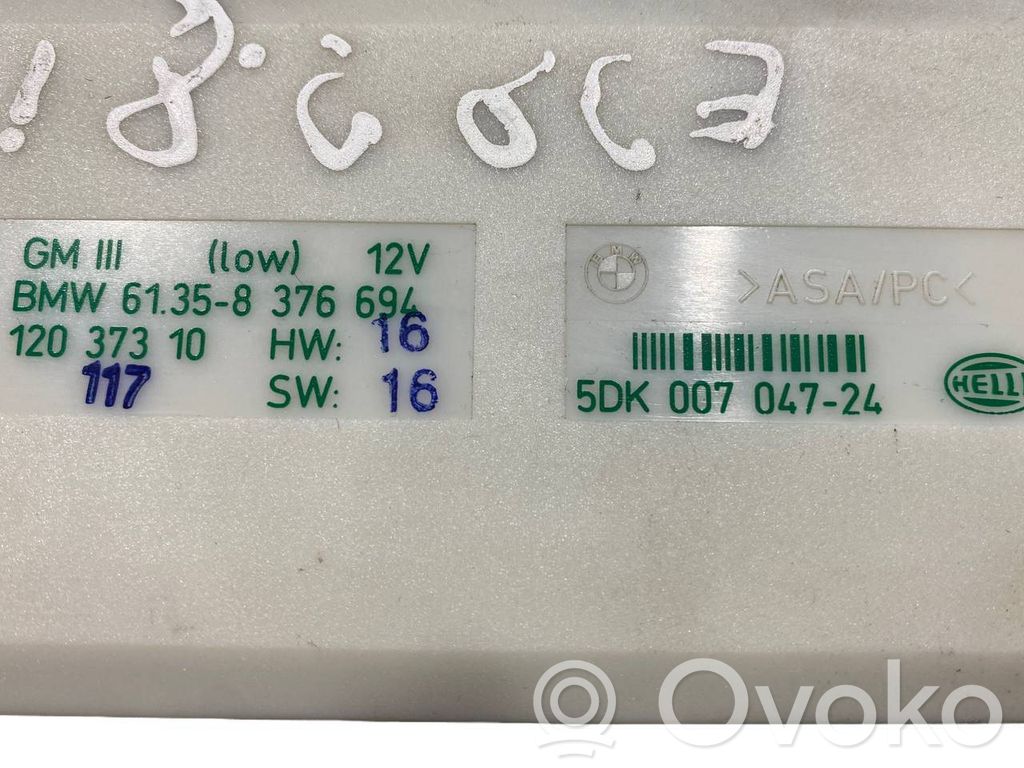 GM III (low) 12V
BMW 61.35-8 376 694
120 373 10 HW: 16
117 SW: 16
BMW
>ASA/PC<
5DK 007 047-24
Ovoko